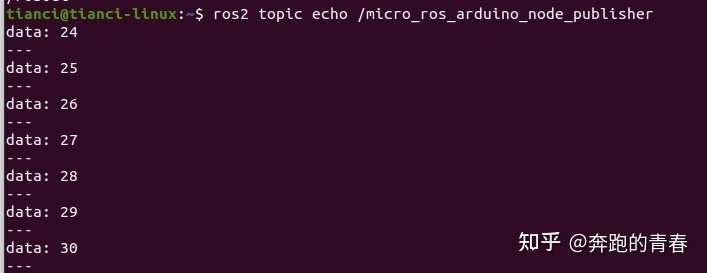 tianci@tianci-linux:~$ ros2 topic echo /micro_ros_arduino_node_publisher
data: 24
---
data: 25
---
data: 26
---
data: 27
---
data: 28
---
data: 29
---
data: 30
---
知乎 @奔跑的青春